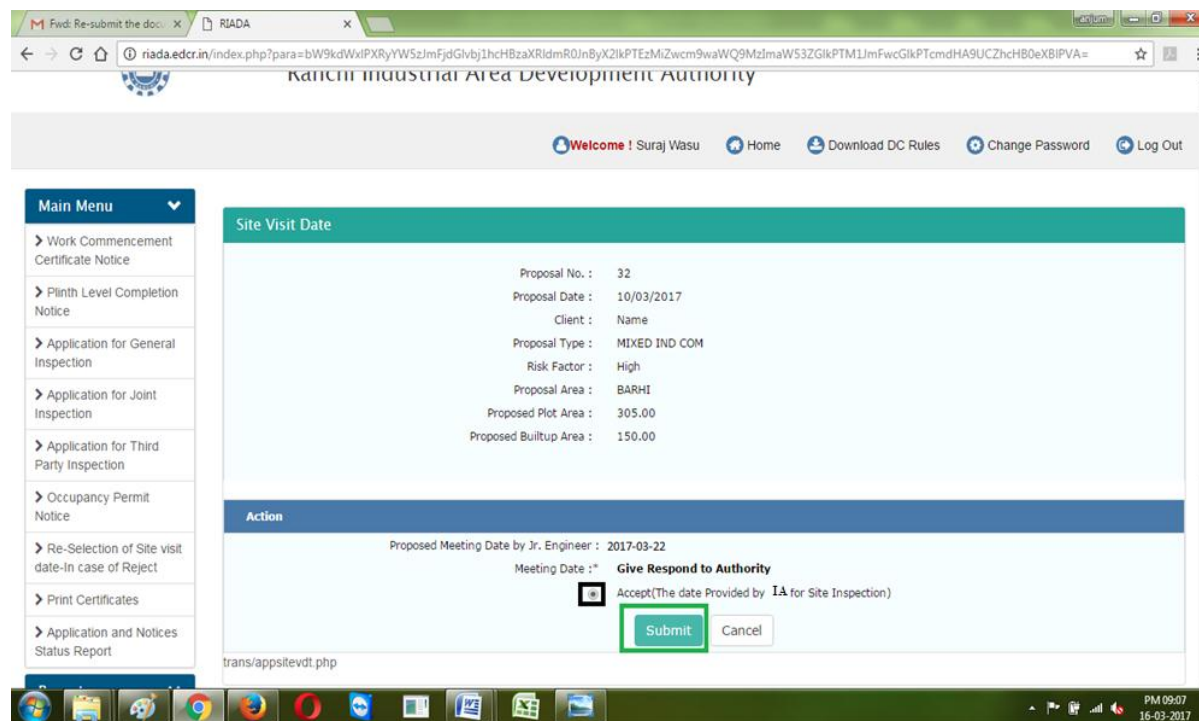 Fwd: Re-submit the docu
RIADA
anjum
riada.edcr.in/index.php?
Ranchi Industrial Area Development Authority
Welcome ! Suraj Wasu
Home
Download DC Rules
Change Password
Log Out
Main Menu
Work Commencement
Certificate Notice
Plinth Level Completion
Notice
Application for General
Inspection
Application for Joint
Inspection
Application for Third
Party Inspection
Occupancy Permit
Notice
Re-Selection of Site visit
date-In case of Reject
Print Certificates
Application and Notices
Status Report
Site Visit Date
Proposal No. : 32
Proposal Date : 10/03/2017
Client : Name
Proposal Type : MIXED IND COM
Risk Factor : High
Proposal Area : BARHI
Proposed Plot Area : 305.00
Proposed Builtup Area : 150.00
Action
Proposed Meeting Date by Jr. Engineer : 2017-03-22
Meeting Date :* Give Respond to Authority
Accept(The date Provided by IA for Site Inspection)
Submit
Cancel
trans/appsitevdt.php
PM 09:07
16-03-2017